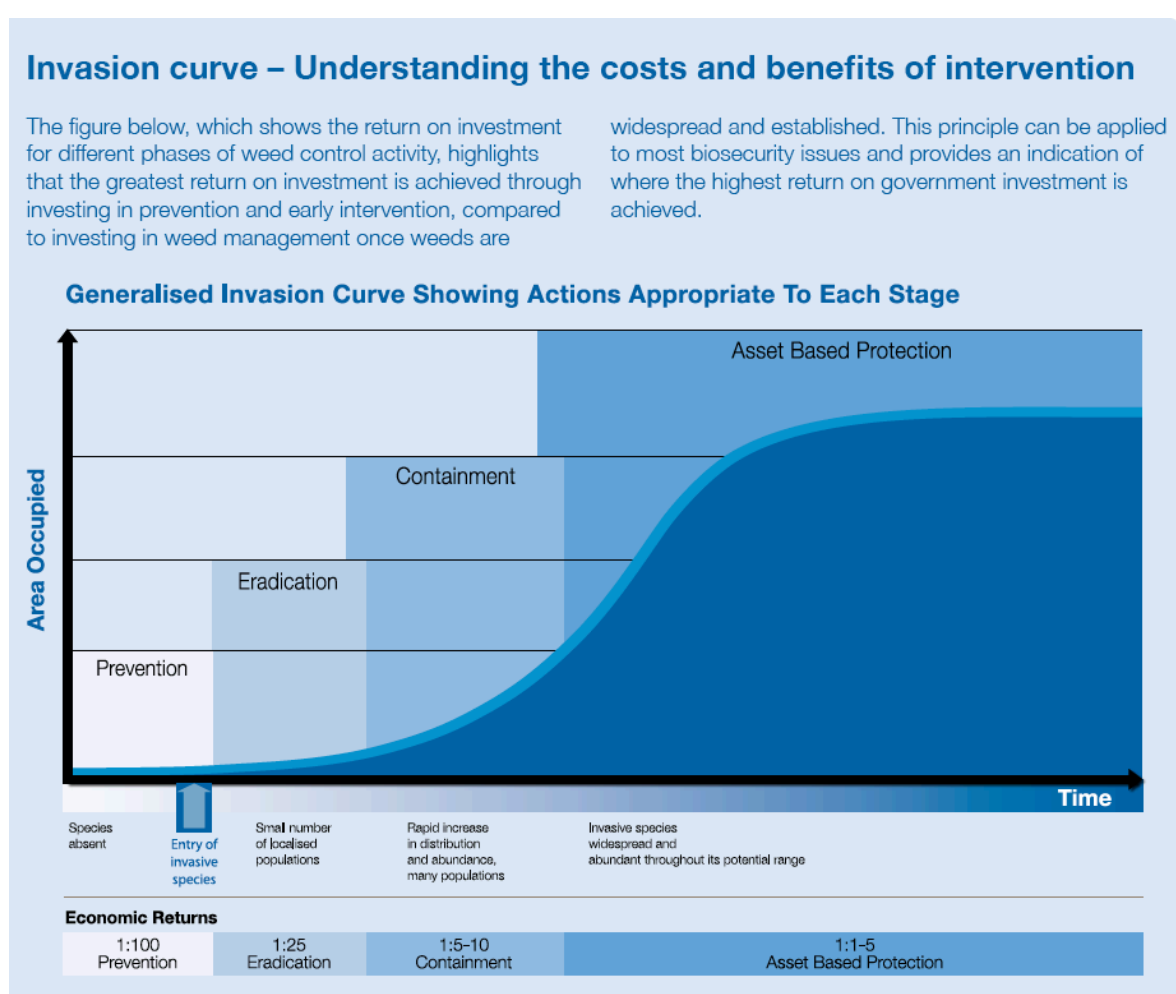 Invasion curve – Understanding the costs and benefits of intervention
The figure below, which shows the return on investment
for different phases of weed control activity, highlights
that the greatest return on investment is achieved through
investing in prevention and early intervention, compared
to investing in weed management once weeds are
widespread and established. This principle can be applied
to most biosecurity issues and provides an indication of
where the highest return on government investment is
achieved.
Generalised Invasion Curve Showing Actions Appropriate To Each Stage
Area Occupied
Asset Based Protection
Containment
Eradication
Prevention
Time
Species
absent
Entry of
invasive
species
Smal number
of localised
populations
Rapid increase
in distribution
and abundance,
many populations
Invasive species
widespread and
abundant throughout its potential range
Economic Returns
1:100
Prevention
1:25
Eradication
1:5-10
Containment
1:1-5
Asset Based Protection